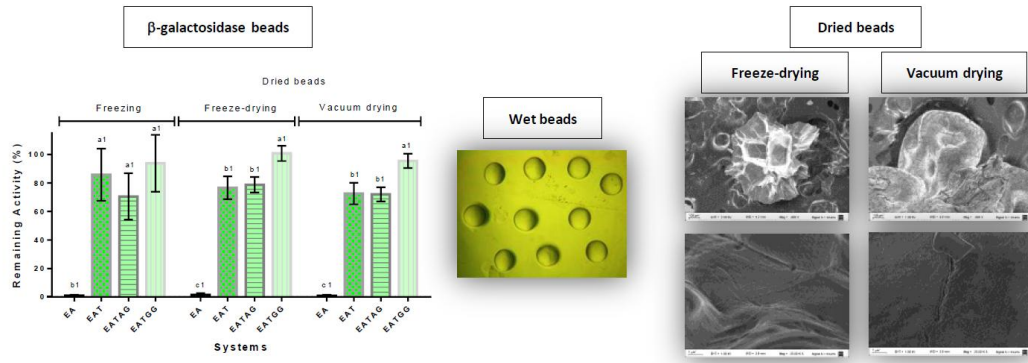 β-galactosidase beads
Dried beads
Freezing
Freeze-drying
Vacuum drying
Remaining Activity (%)
100
80
60
40
20
0
b1
a1
a1
a1
c1
b1
b1
a1
c1
b1
b1
a1
EA
EAT
EATAG
EATGG
EA
EAT
EATAG
EATGG
EA
EAT
EATAG
EATGG
Systems
Wet beads
Dried beads
Freeze-drying
Vacuum drying